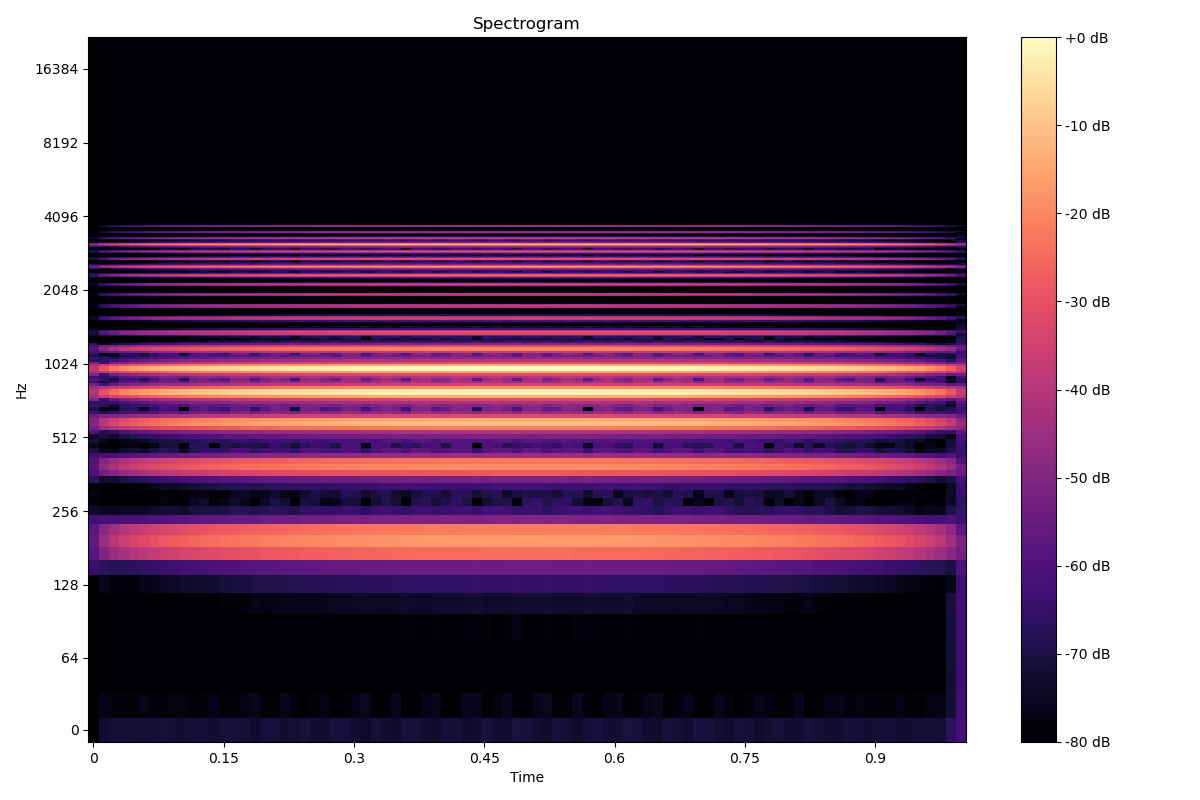 Spectrogram
+0 dB
16384
-10 dB
8192
-20 dB
4096
-30 dB
2048
1024
-40 dB
Hz
512
-50 dB
256
-60 dB
128
-70 dB
64
0
-80 dB
0 0.15 0.3 0.45 0.6 0.75 0.9
Time